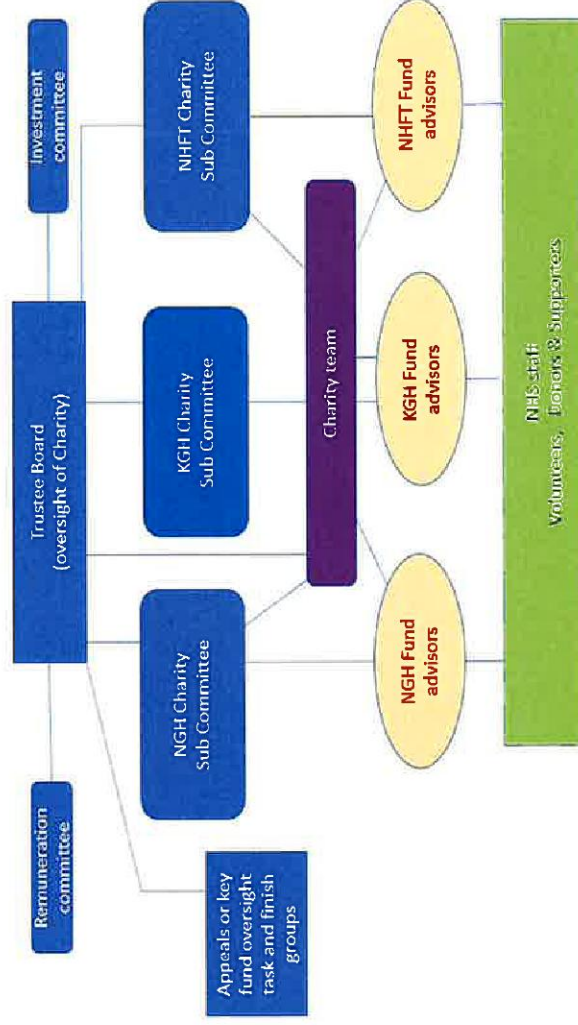 Remuneration
committee
Trustee Board
(oversight of Charity)
Investment
committee
Appeals or key
fund oversight
task and finish
groups
NGH Charity
Sub Committee
KGH Charity
Sub Committee
NHFT Charity
Sub Committee
Charity team
NGH Fund
advisors
KGH Fund
advisors
NHFT Fund
advisors
NHS staff
Volunteers, Donors & Supporters